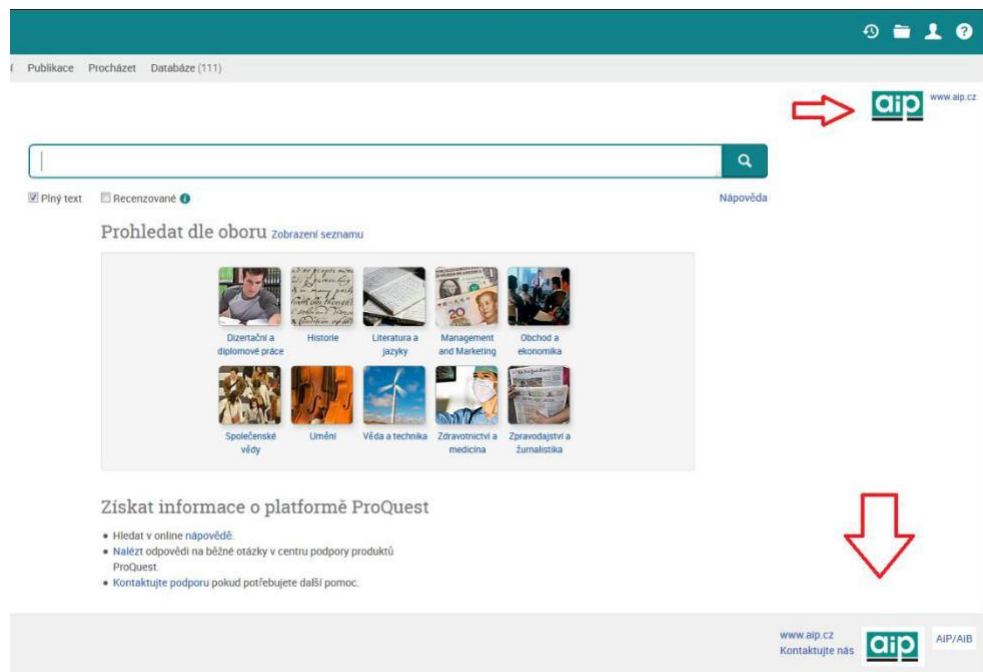 Publikace Procházet Databáze (111)
aip www.aip.cz
Plný text Recenzované Nápověda
Prohledat dle oboru Zobrazení seznamu
Dizertační a
diplomové práce
Historie
Literatura a
jazyky
Management
and Marketing
Obchod a
ekonomika
Společenské
vědy
Umění
Věda a technika
Zdravotnictví a
medicína
Zpravodajství a
žurnalistika
Získat informace o platformě ProQuest
Hledat v online nápovědě.
Nalézt odpovědi na běžné otázky v centru podpory produktů
ProQuest.
Kontaktujte podporu pokud potřebujete další pomoc.
www.aip.cz
Kontaktujte nás
aip
AiP/AiB